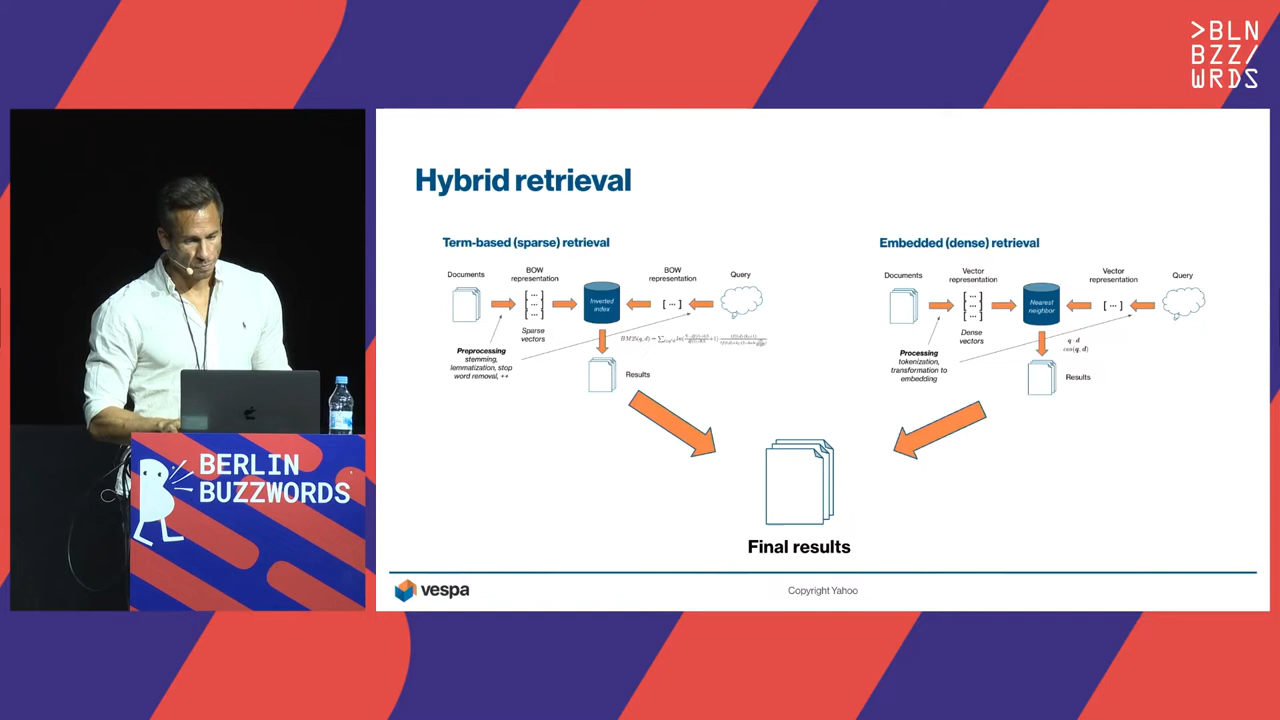 >BLN
BZZ/
WRDS
Hybrid retrieval
Term-based (sparse) retrieval
Documents
BOW
representation
BOW
representation
Query
[ ... ]
Inverted
index
[ ... ]
Sparse
vectors
Preprocessing
stemming,
lemmatization, stop
word removal, ++
Results
Embedded (dense) retrieval
Documents
Vector
representation
Vector
representation
Query
[ ... ]
Nearest
neighbor
[ ... ]
Dense
vectors
Processing
tokenization,
transformation to
embedding
q · d
cos(q, d)
Results
Final results
vespa
Copyright Yahoo
BERLIN
BUZZWORDS